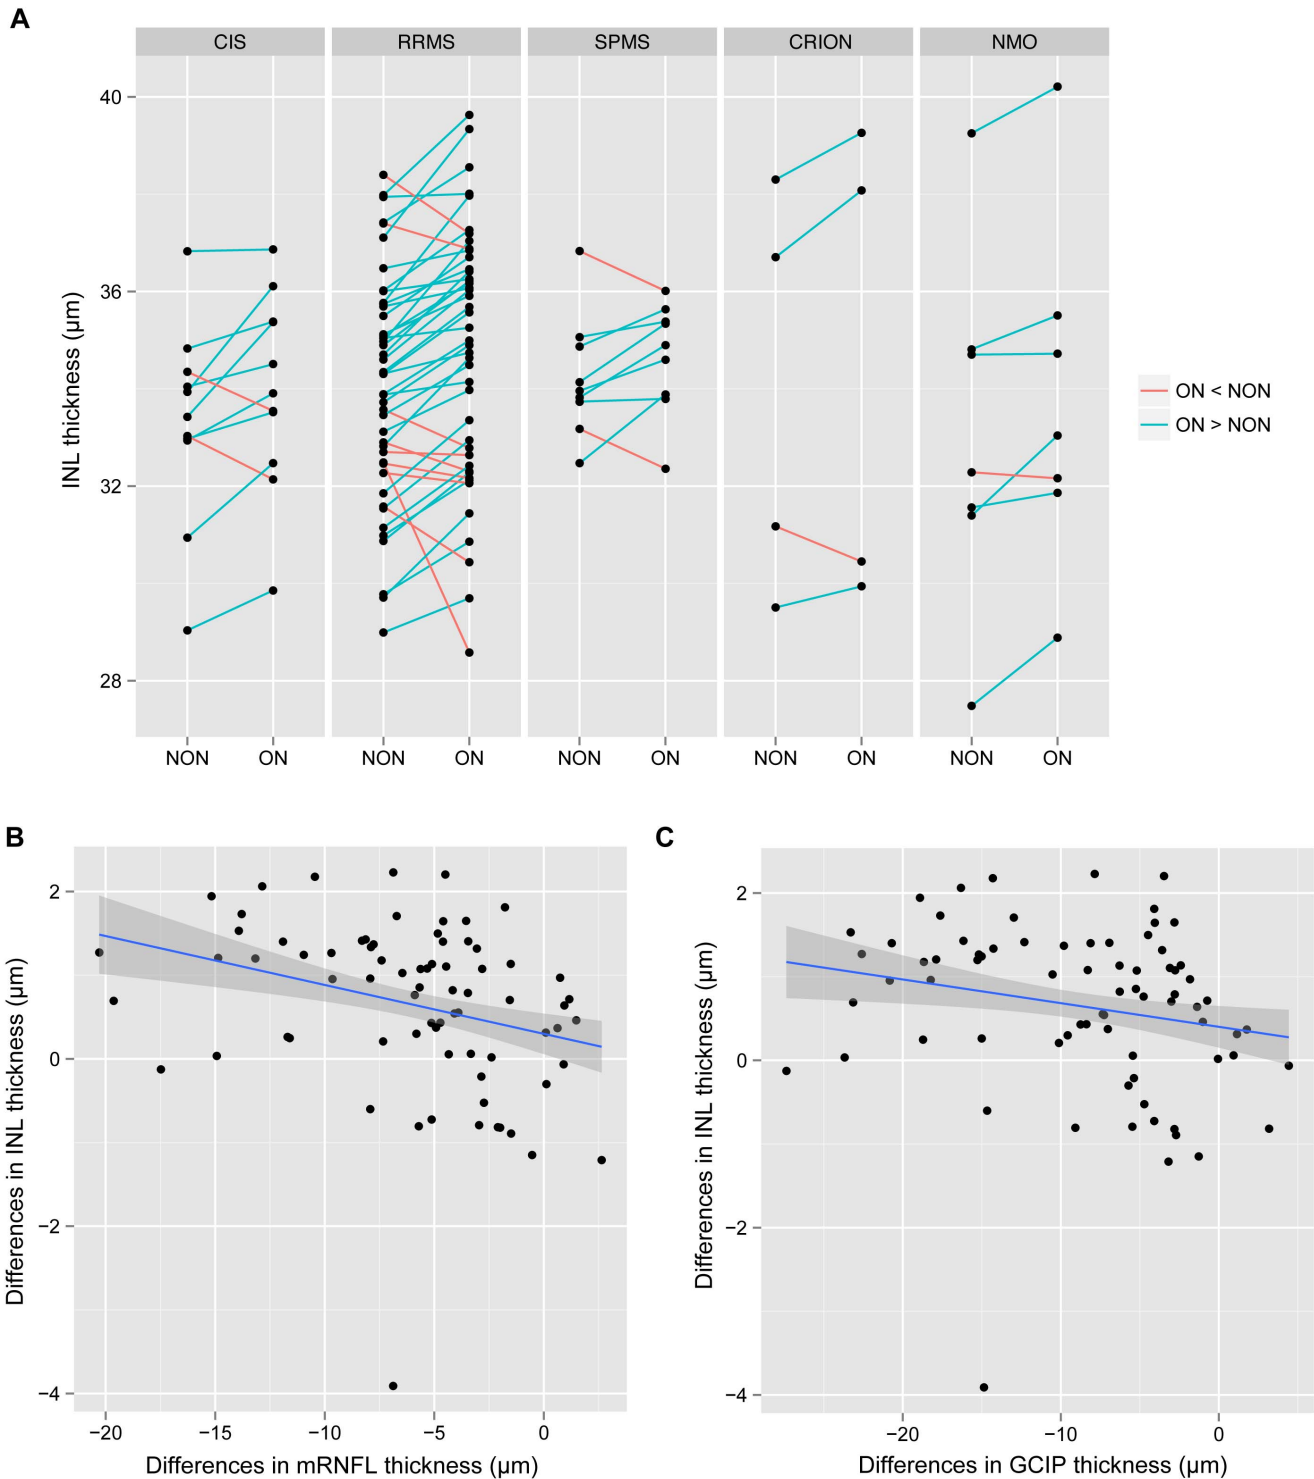 A
CIS RRMS SPMS CRION NMO
40
36
32
28
INL thickness (µm)
ON < NON
ON > NON
NON ON NON ON NON ON NON ON NON ON
B
2
0
−2
−4
Differences in INL thickness (µm)
−20 −15 −10 −5 0
Differences in mRNFL thickness (µm)
C
2
0
−2
−4
Differences in INL thickness (µm)
−20 −10 0
Differences in GCIP thickness (µm)